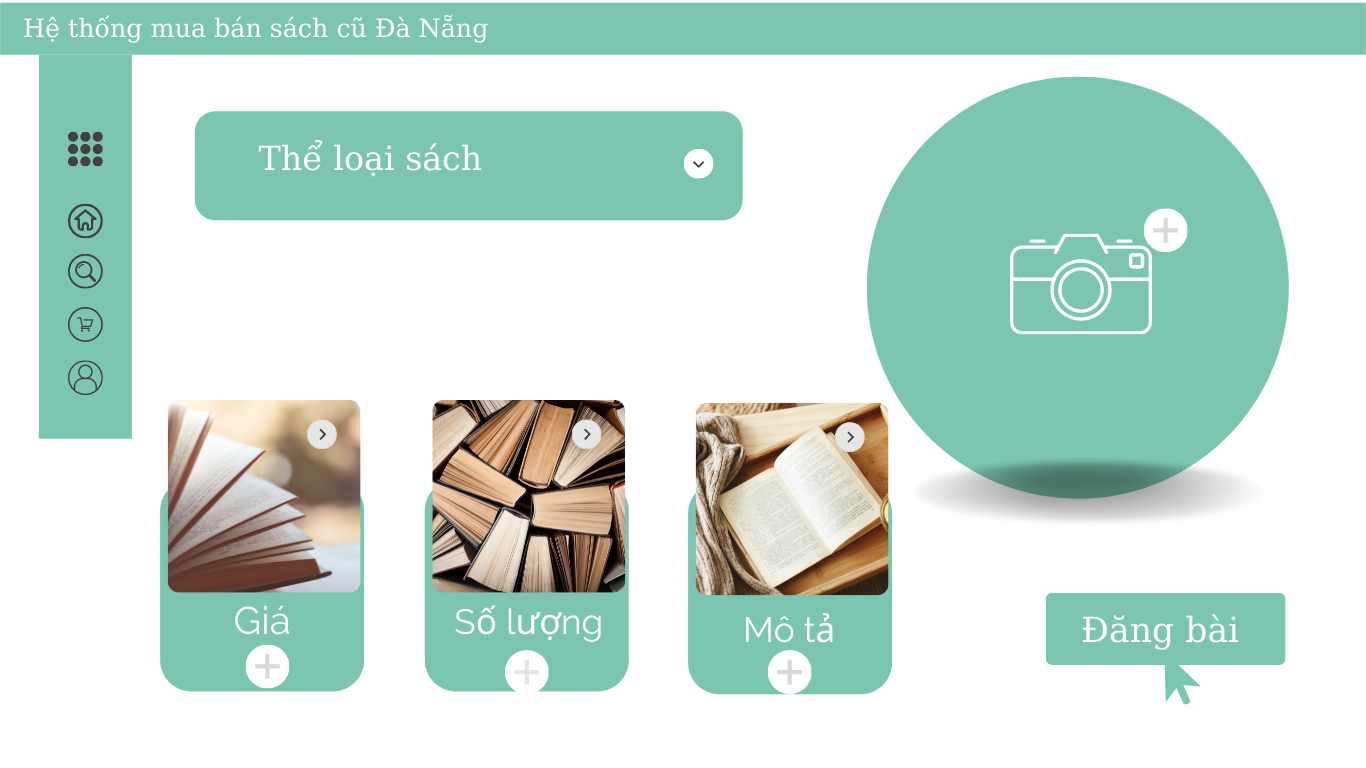 Hệ thống mua bán sách cũ Đà Nẵng
Thể loại sách
Giá
Số lượng
Mô tả
Đăng bài